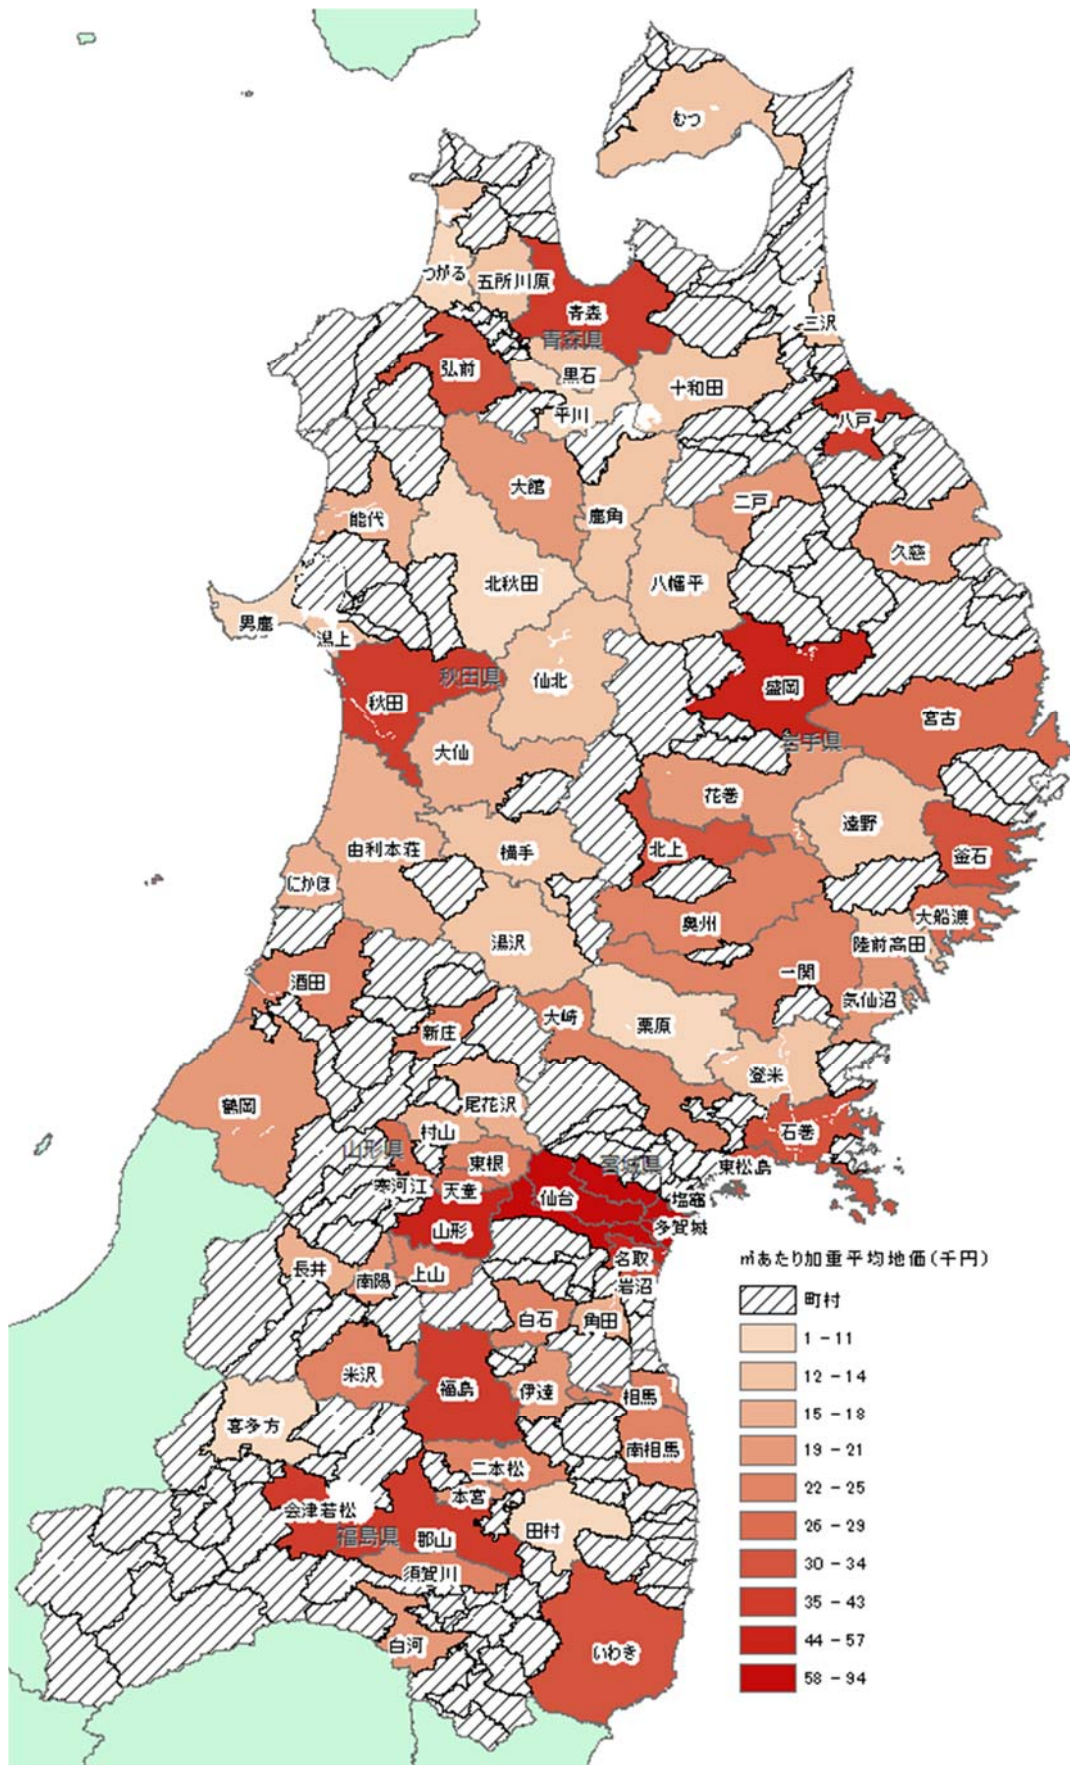 むつ
つがる
五所川原
青森
三沢
青森県
弘前
黒石
十和田
平川
八戸
大館
二戸
能代
鹿角
久慈
北秋田
八幡平
男鹿
潟上
秋田県
仙北
盛岡
秋田
宮古
岩手県
大仙
花巻
遠野
由利本荘
横手
北上
釜石
にかほ
大船渡
奥州
湯沢
陸前高田
酒田
一関
気仙沼
大崎
栗原
新庄
登米
鶴岡
尾花沢
村山
石巻
山形県
東根
宮城県
東松島
寒河江
天童
仙台
塩竈
山形
多賀城
名取
長井
南陽
上山
岩沼
白石
角田
米沢
福島
伊達
相馬
喜多方
南相馬
二本松
本宮
会津若松
田村
福島県
郡山
須賀川
白河
いわき
㎡あたり加重平均地価(千円)
町村
1 - 11
12 - 14
15 - 18
19 - 21
22 - 25
26 - 29
30 - 34
35 - 43
44 - 57
58 - 94